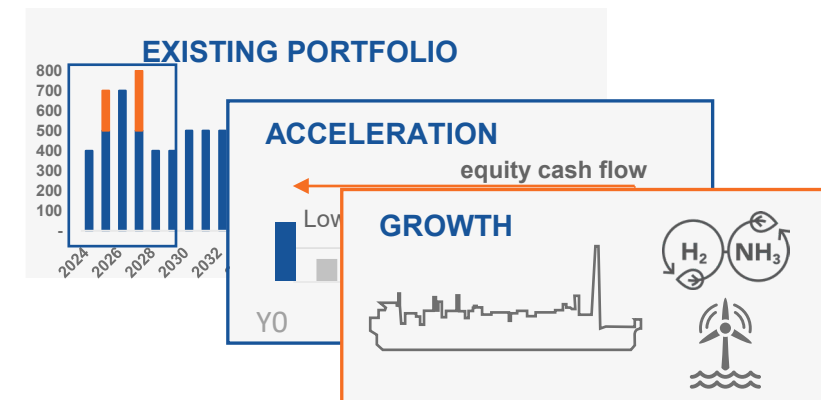 EXISTING PORTFOLIO
800
700
600
500
400
300
200
100
-
2024
2026
2028
2030
2032
ACCELERATION
equity cash flow
Low
Y0
GROWTH
H₂
NH₃